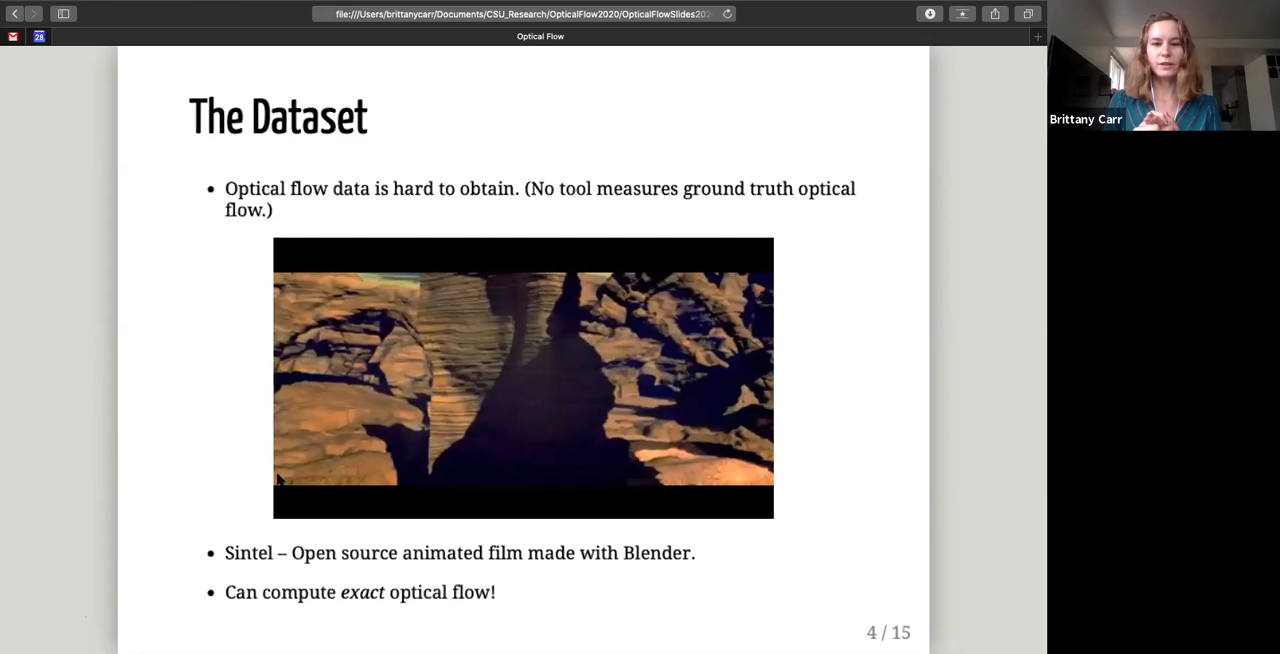 file:///Users/brittanycarr/Documents/CSU_Research/OpticalFlow2020/OpticalFlowSlides202
28
Optical Flow
Brittany Carr
The Dataset
• Optical flow data is hard to obtain. (No tool measures ground truth optical
flow.)
• Sintel – Open source animated film made with Blender.
• Can compute exact optical flow!
4 / 15